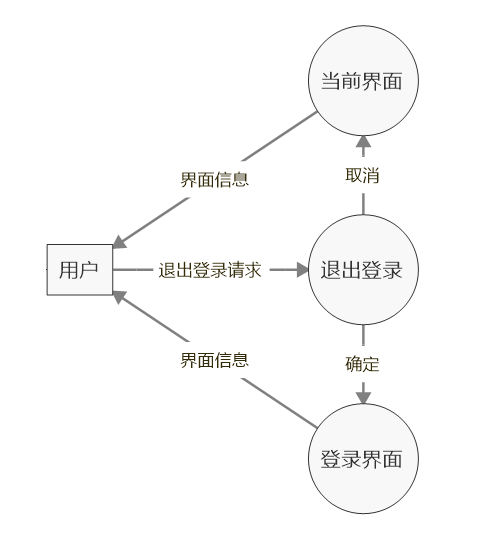 当前界面
取消
界面信息
用户
退出登录请求
退出登录
界面信息
确定
登录界面